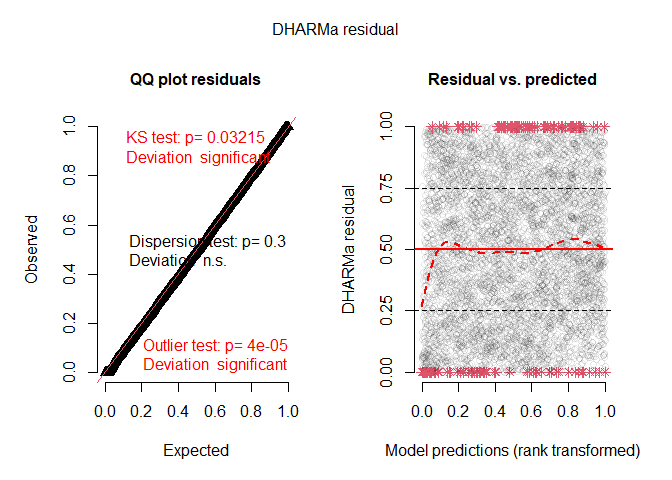 DHARMa residual
QQ plot residuals
KS test: p= 0.03215
Deviation significant
Dispersion test: p= 0.3
Deviation n.s.
Outlier test: p= 4e-05
Deviation significant
Observed
0.0 0.2 0.4 0.6 0.8 1.0
0.0 0.2 0.4 0.6 0.8 1.0
Expected
Residual vs. predicted
DHARMa residual
0.00 0.25 0.50 0.75 1.00
0.0 0.2 0.4 0.6 0.8 1.0
Model predictions (rank transformed)